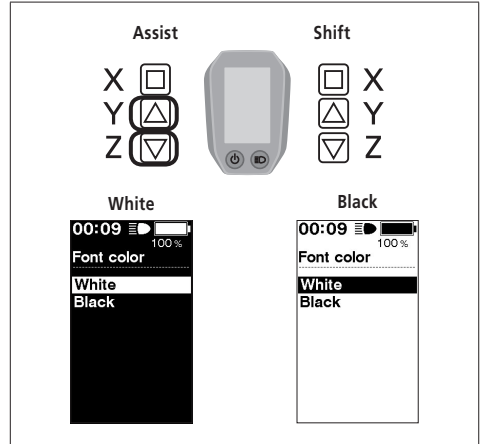 Assist Shift
X X
Y Y
Z Z
White Black
00:09 00:09
100 % 100 %
Font color Font color
White White
Black Black